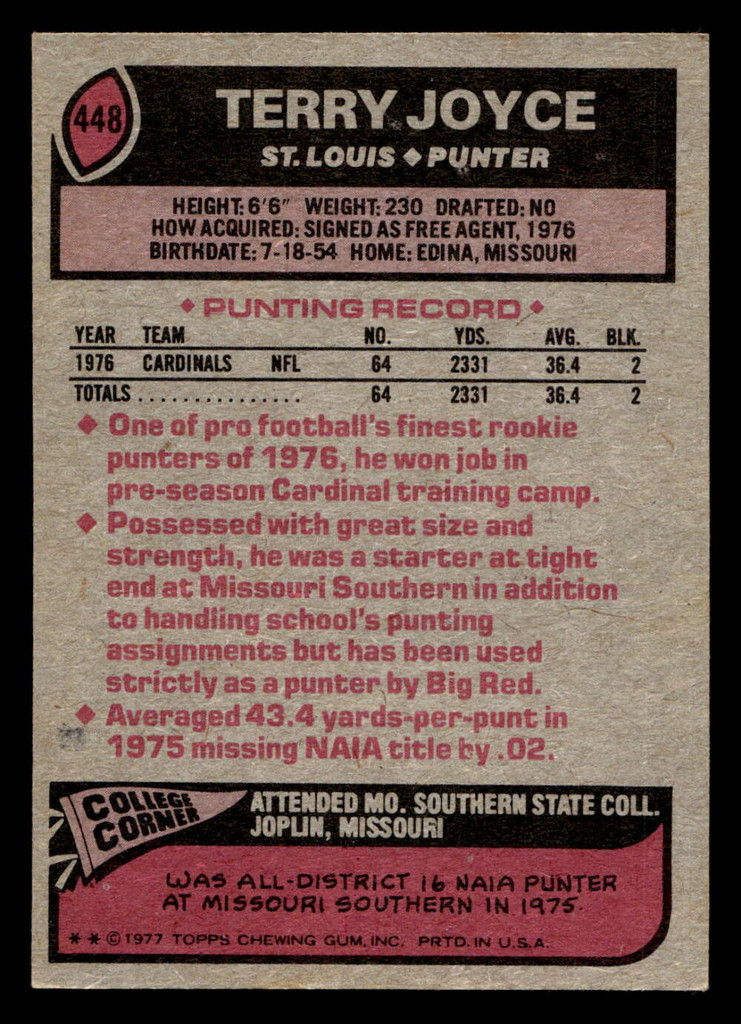 448
TERRY JOYCE
ST. LOUIS ◆ PUNTER
HEIGHT: 6'6" WEIGHT: 230 DRAFTED: NO
HOW ACQUIRED: SIGNED AS FREE AGENT, 1976
BIRTHDATE: 7-18-54 HOME: EDINA, MISSOURI
◆ PUNTING RECORD ◆
YEAR TEAM NO. YDS. AVG. BLK.
1976 CARDINALS NFL 64 2331 36.4 2
TOTALS . . . . . . . . . . . . . . . 64 2331 36.4 2
◆ One of pro football's finest rookie
punters of 1976, he won job in
pre-season Cardinal training camp.
◆ Possessed with great size and
strength, he was a starter at tight
end at Missouri Southern in addition
to handling school's punting
assignments but has been used
strictly as a punter by Big Red.
◆ Averaged 43.4 yards-per-punt in
1975 missing NAIA title by .02.
COLLEGE
CORNER
ATTENDED MO. SOUTHERN STATE COLL.
JOPLIN, MISSOURI
WAS ALL-DISTRICT 16 NAIA PUNTER
AT MISSOURI SOUTHERN IN 1975.
* * © 1977 TOPPS CHEWING GUM, INC. PRTD. IN U.S.A.